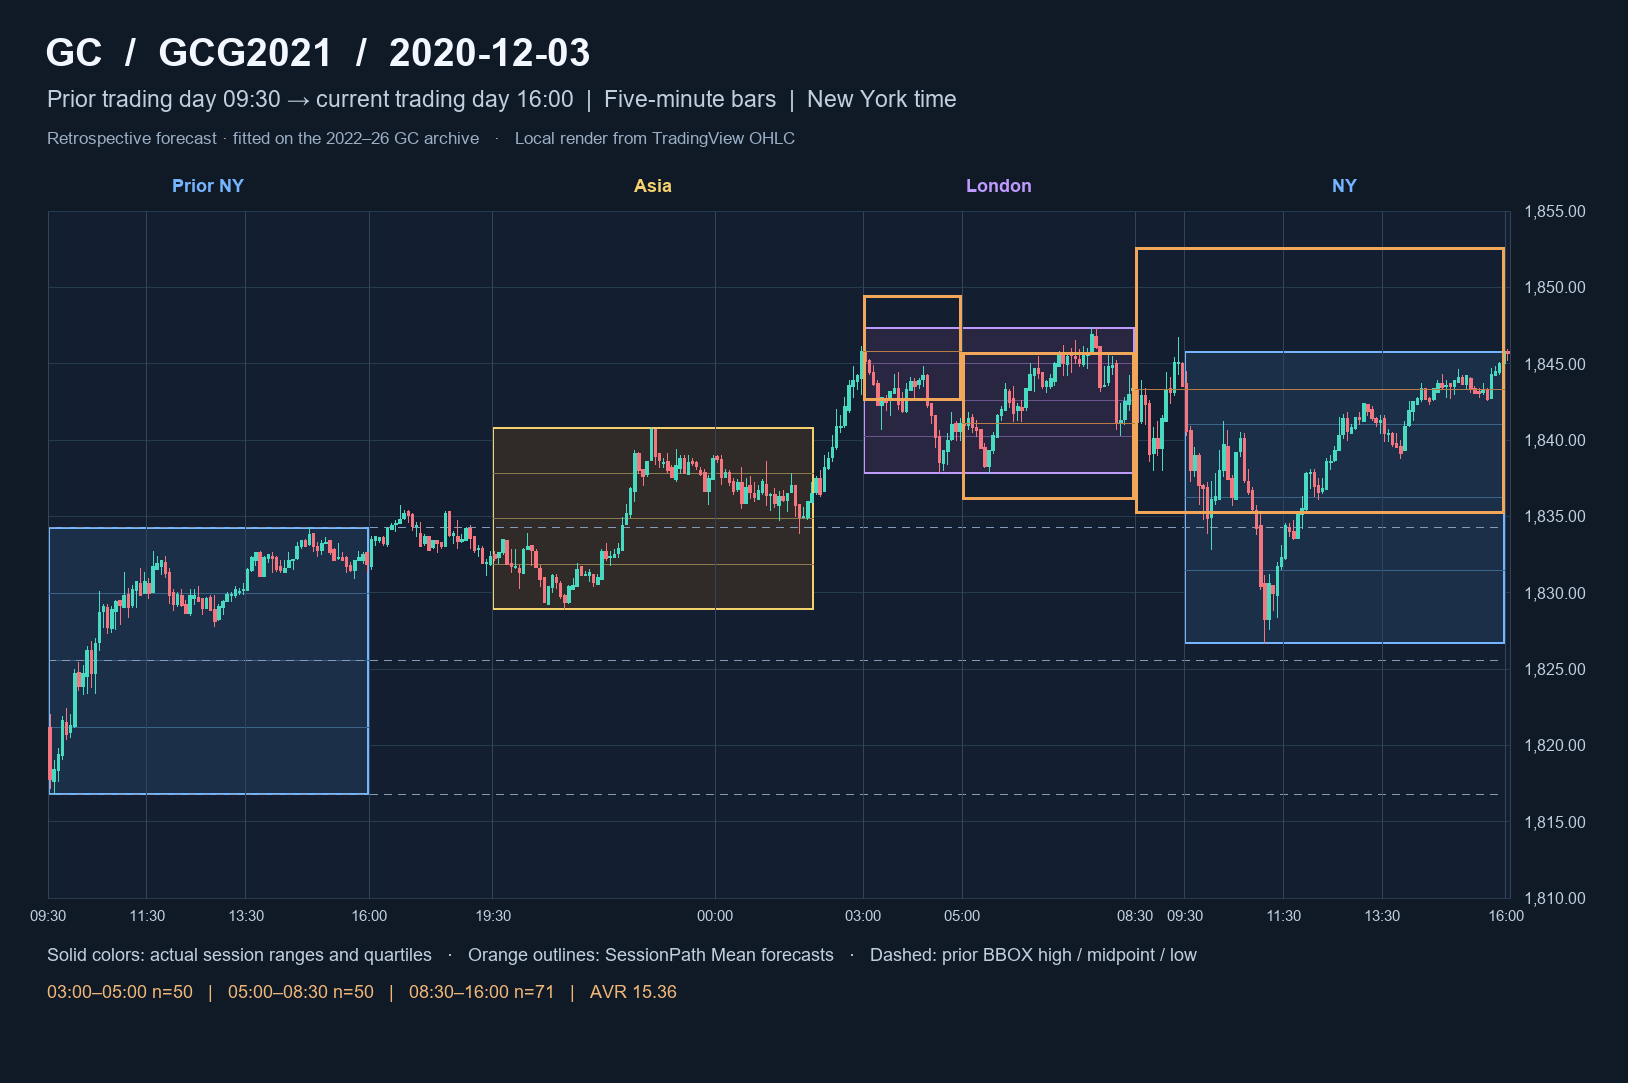 GC / GCG2021 / 2020-12-03
Prior trading day 09:30 → current trading day 16:00 | Five-minute bars | New York time
Retrospective forecast · fitted on the 2022–26 GC archive · Local render from TradingView OHLC
Prior NY Asia London NY
1,855.00
1,850.00
1,845.00
1,840.00
1,835.00
1,830.00
1,825.00
1,820.00
1,815.00
1,810.00
09:30 11:30 13:30 16:00 19:30 00:00 03:00 05:00 08:30 09:30 11:30 13:30 16:00
Solid colors: actual session ranges and quartiles · Orange outlines: SessionPath Mean forecasts · Dashed: prior BBOX high / midpoint / low
03:00–05:00 n=50 | 05:00–08:30 n=50 | 08:30–16:00 n=71 | AVR 15.36